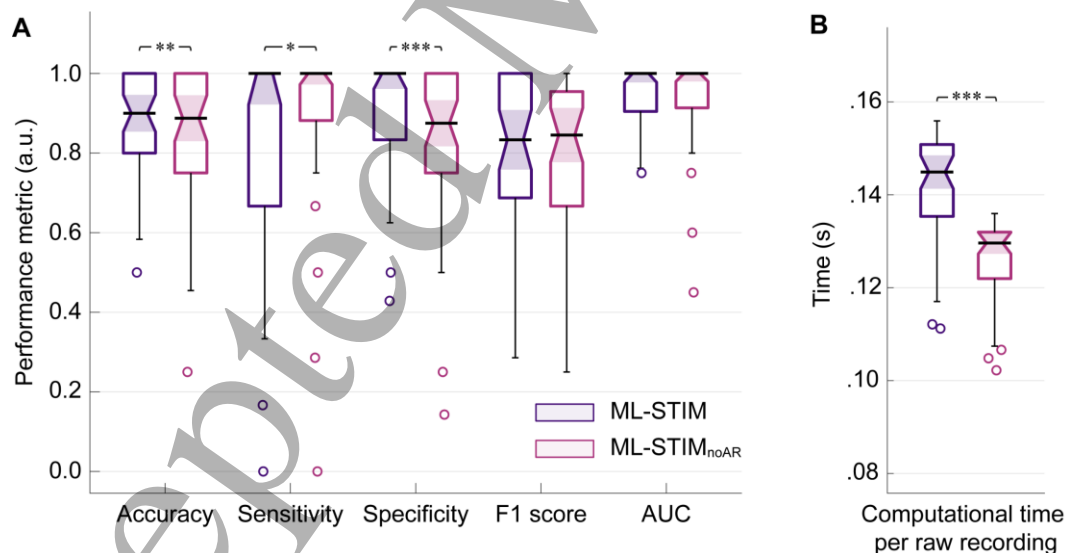 A
B
** * ***
***
Performance metric (a.u.)
1.0
0.8
0.6
0.4
0.2
0.0
Accuracy Sensitivity Specificity F1 score AUC
ML-STIM
ML-STIMnoAR
Time (s)
.16
.14
.12
.10
.08
Computational time
per raw recording
epted M